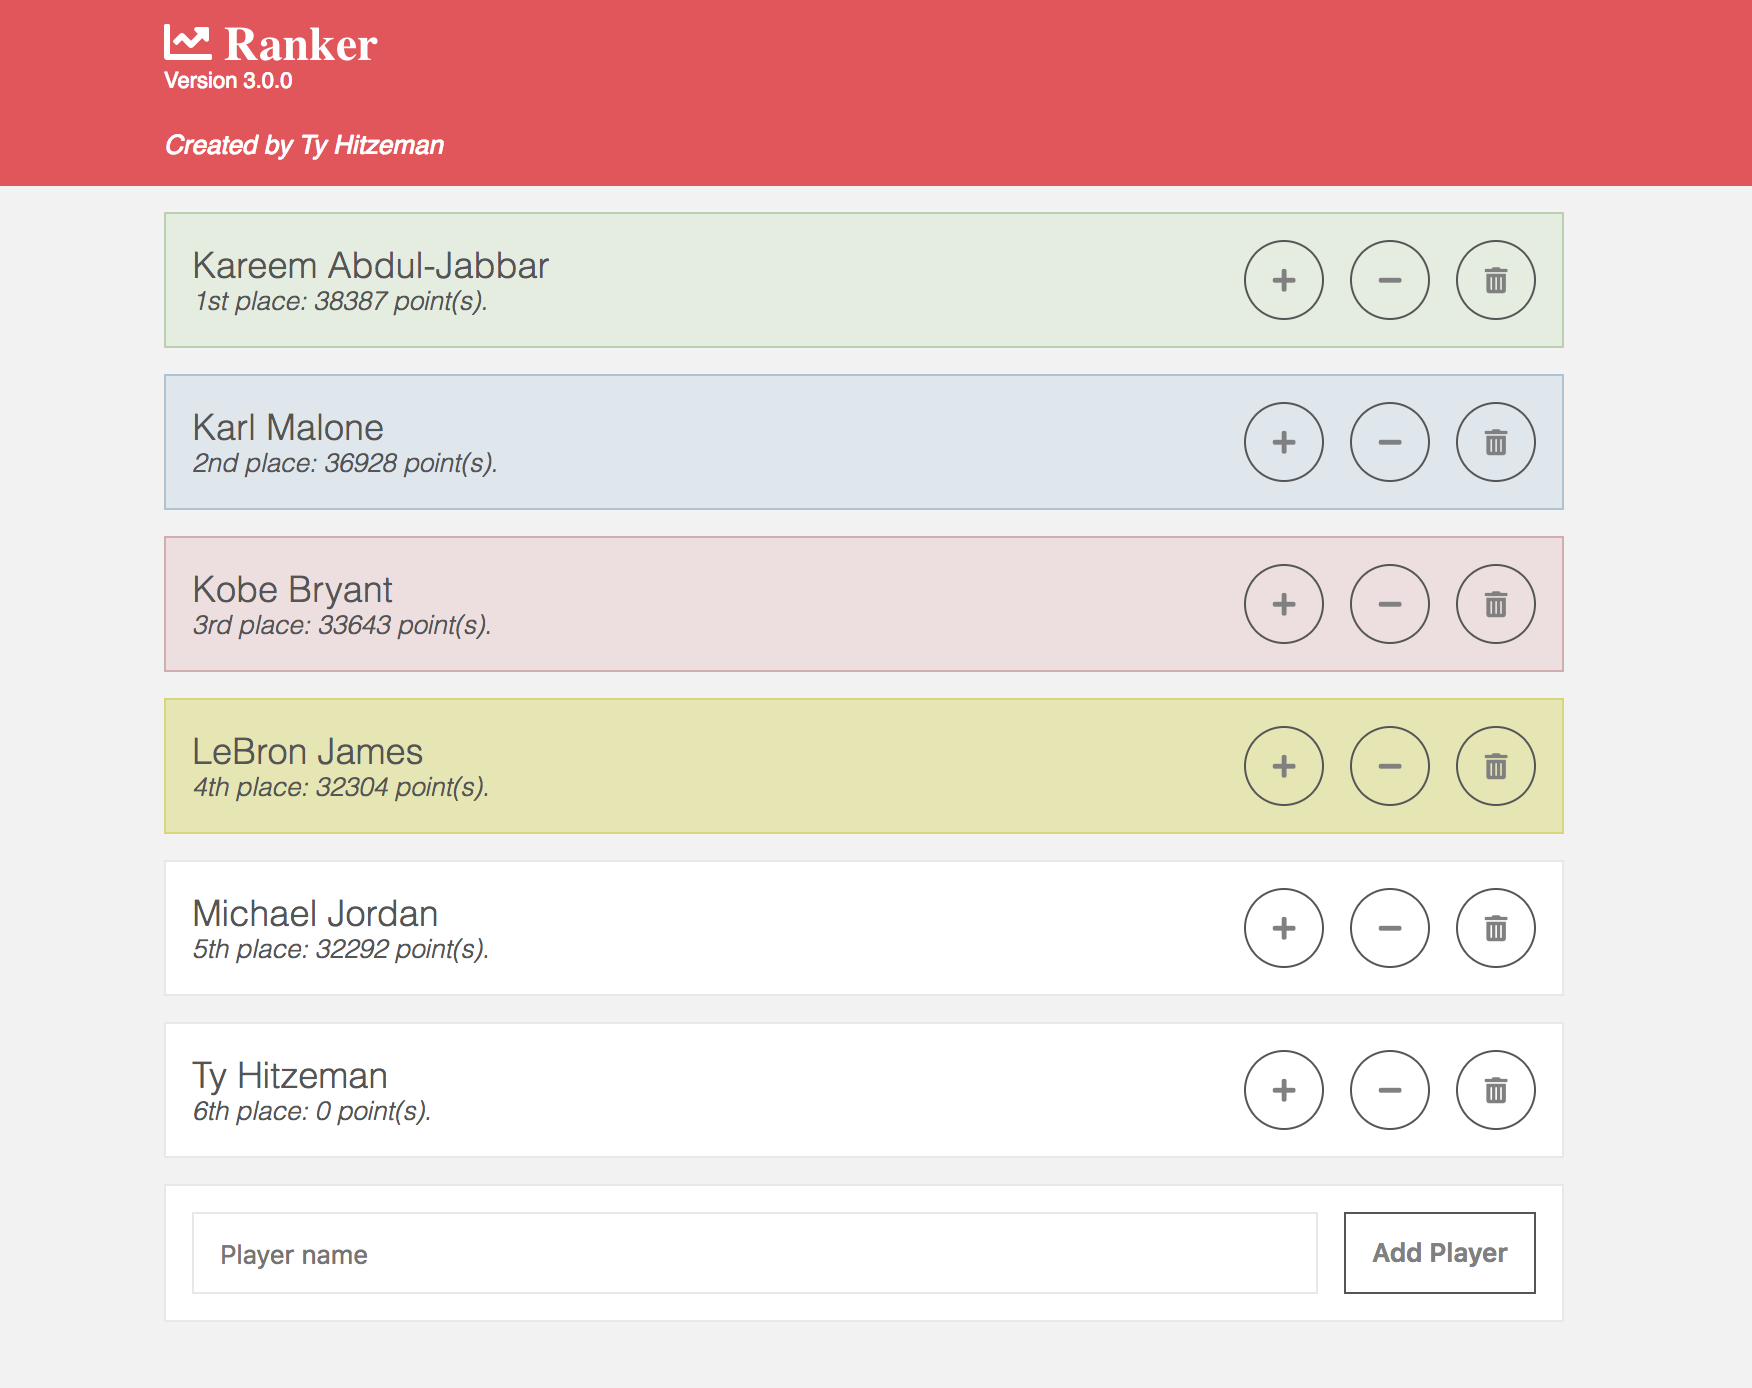 Ranker
Version 3.0.0
Created by Ty Hitzeman
Kareem Abdul-Jabbar
1st place: 38387 point(s).
Karl Malone
2nd place: 36928 point(s).
Kobe Bryant
3rd place: 33643 point(s).
LeBron James
4th place: 32304 point(s).
Michael Jordan
5th place: 32292 point(s).
Ty Hitzeman
6th place: 0 point(s).
Player name
Add Player